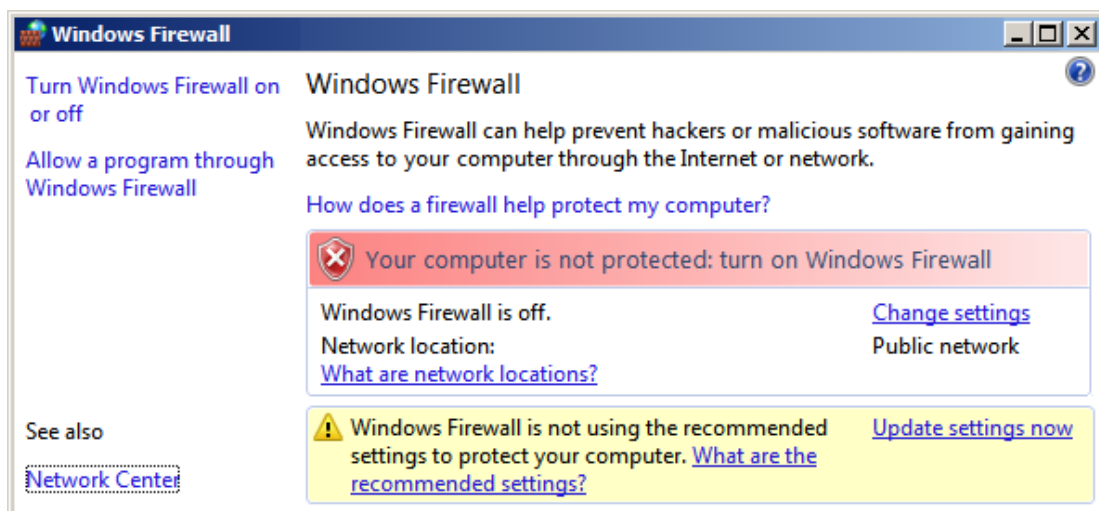 Windows Firewall
Turn Windows Firewall on
or off
Allow a program through
Windows Firewall
See also
Network Center
Windows Firewall
Windows Firewall can help prevent hackers or malicious software from gaining
access to your computer through the Internet or network.
How does a firewall help protect my computer?
Your computer is not protected: turn on Windows Firewall
Windows Firewall is off. Change settings
Network location: Public network
What are network locations?
Windows Firewall is not using the recommended Update settings now
settings to protect your computer. What are the
recommended settings?